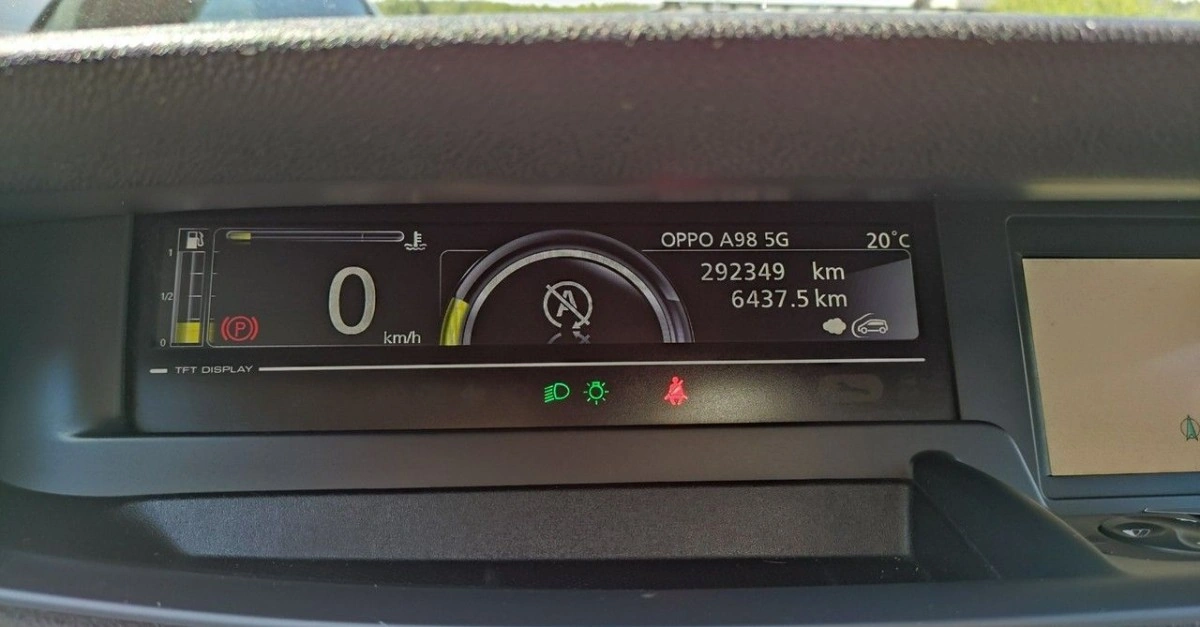 OPPO A98 5G 20°C
1
1/2
0
P
0
km/h
A
292349 km
6437.5 km
TFT DISPLAY